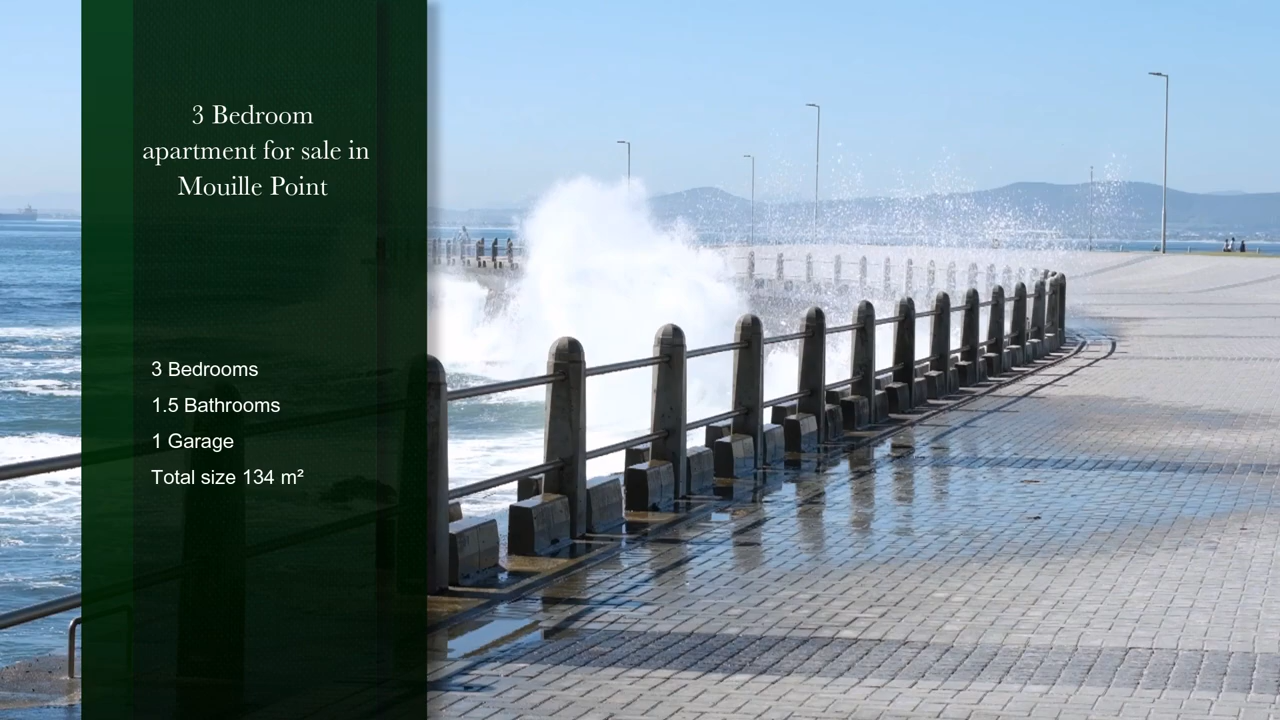 3 Bedroom
apartment for sale in
Mouille Point
3 Bedrooms
1.5 Bathrooms
1 Garage
Total size 134 m²